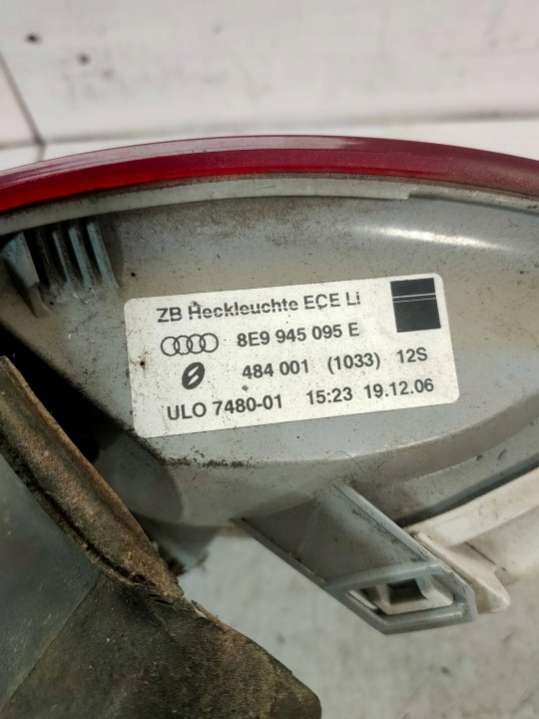 ZB Heckleuchte ECE Li
8E9 945 095 E
484 001 (1033) 12S
ULO 7480-01 15:23 19.12.06